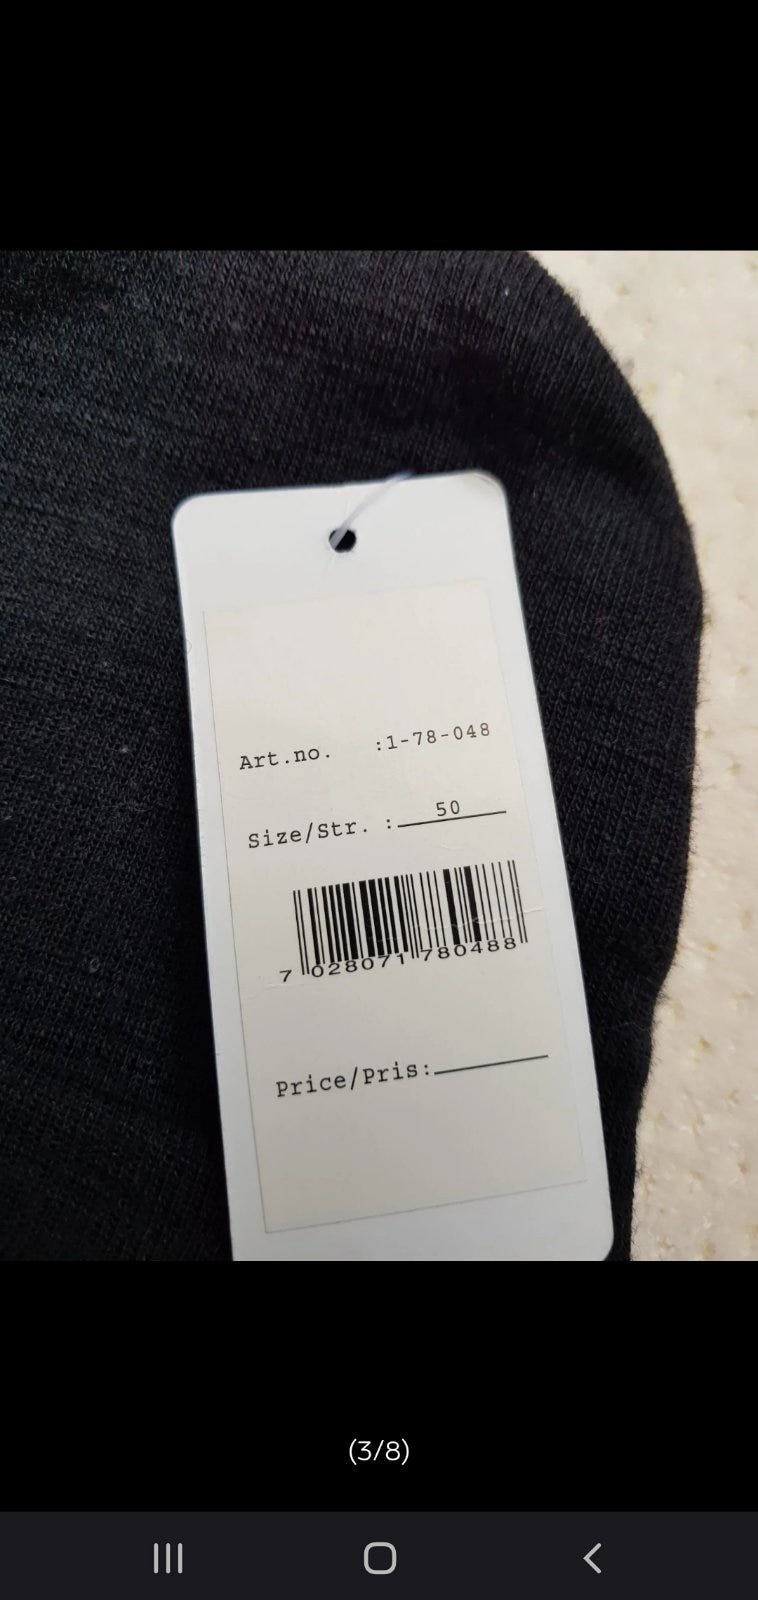 Art.no. :1-78-048
Size/Str. : 50
7 028071 780488
Price/Pris:
(3/8)